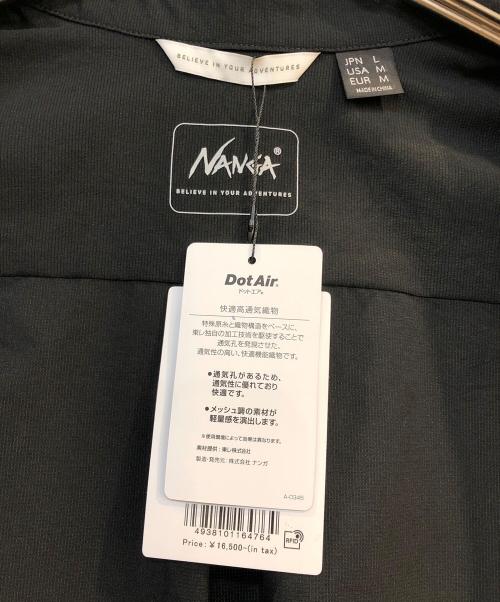 BELIEVE IN YOUR ADVENTURES
JPN L
USA M
EUR M
MADE IN CHINA
NANGA®
BELIEVE IN YOUR ADVENTURES
DotAir®
ドットエア®
快適高通気織物
特殊原糸と織物構造をベースに、
東レ独自の加工技術を駆使することで
通気孔を発現させた、
通気性の高い、快適機能織物です。
●通気孔があるため、
通気性に優れており
快適です。
●メッシュ調の素材が
軽量感を演出します。
※使用環境によって効果は異なります。
素材提供：東レ株式会社
製造・発売元：株式会社 ナンガ
A-0345
4938101164764
Price: ¥16,500-(in tax)
RFID